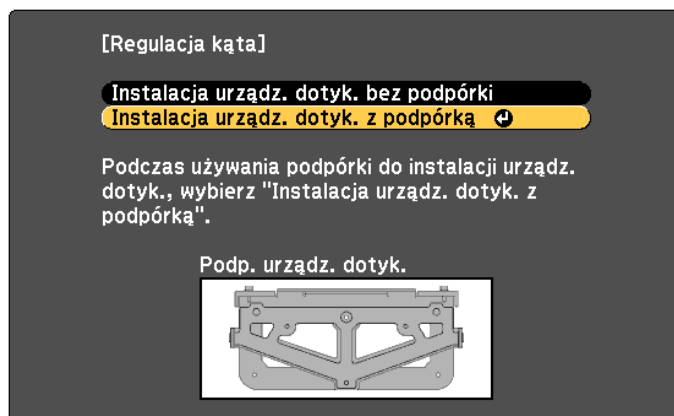 [Regulacja kąta]
Instalacja urządz. dotyk. bez podpórki
Instalacja urządz. dotyk. z podpórką
Podczas używania podpórki do instalacji urządz.
dotyk., wybierz "Instalacja urządz. dotyk. z
podpórką".
Podp. urządz. dotyk.